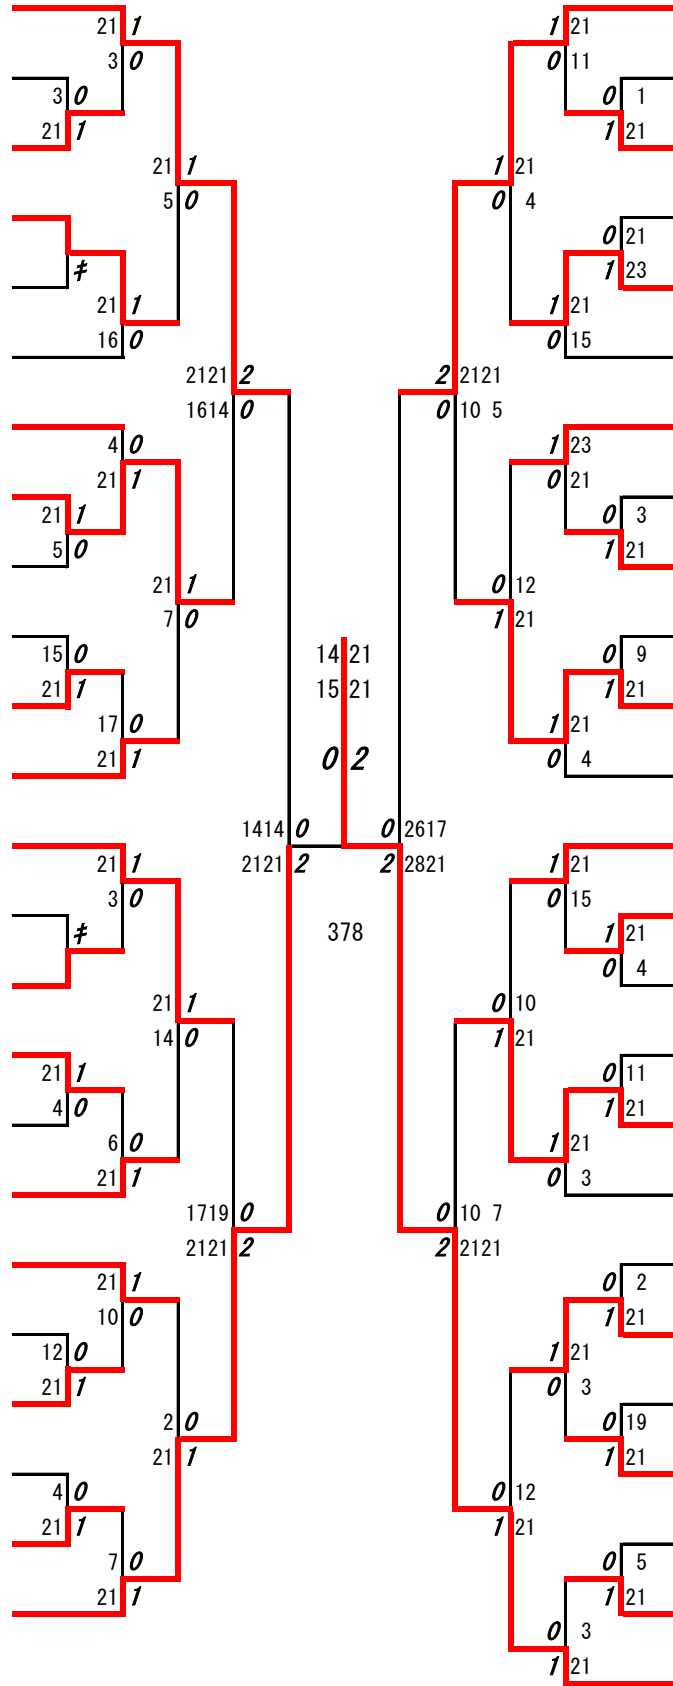 21 1 1 21
3 0 0 11
3 0 0 1
21 1 1 21
21 1 1 21
5 0 0 4
0 21
≠ 1 23
21 1 1 21
16 0 0 15
2121 2 2 2121
1614 0 0 10 5
4 0 1 23
21 1 0 21
21 1 0 3
5 0 1 21
21 1 0 12
7 0 1 21
15 0 14 21 0 9
21 1 15 21 1 21
17 0 1 21
21 1 0 2 0 4
1414 0 0 2617
2121 2 2 2821
21 1 1 21
3 0 0 15
≠ 378 1 21
0 4
21 1 0 10
14 0 1 21
21 1 0 11
4 0 1 21
6 0 1 21
21 1 0 3
1719 0 0 10 7
2121 2 2 2121
21 1 0 2
10 0 1 21
12 0 1 21
21 1 0 3
2 0 0 19
21 1 1 21
4 0 0 12
21 1 1 21
7 0 0 5
21 1 1 21
0 3
1 21